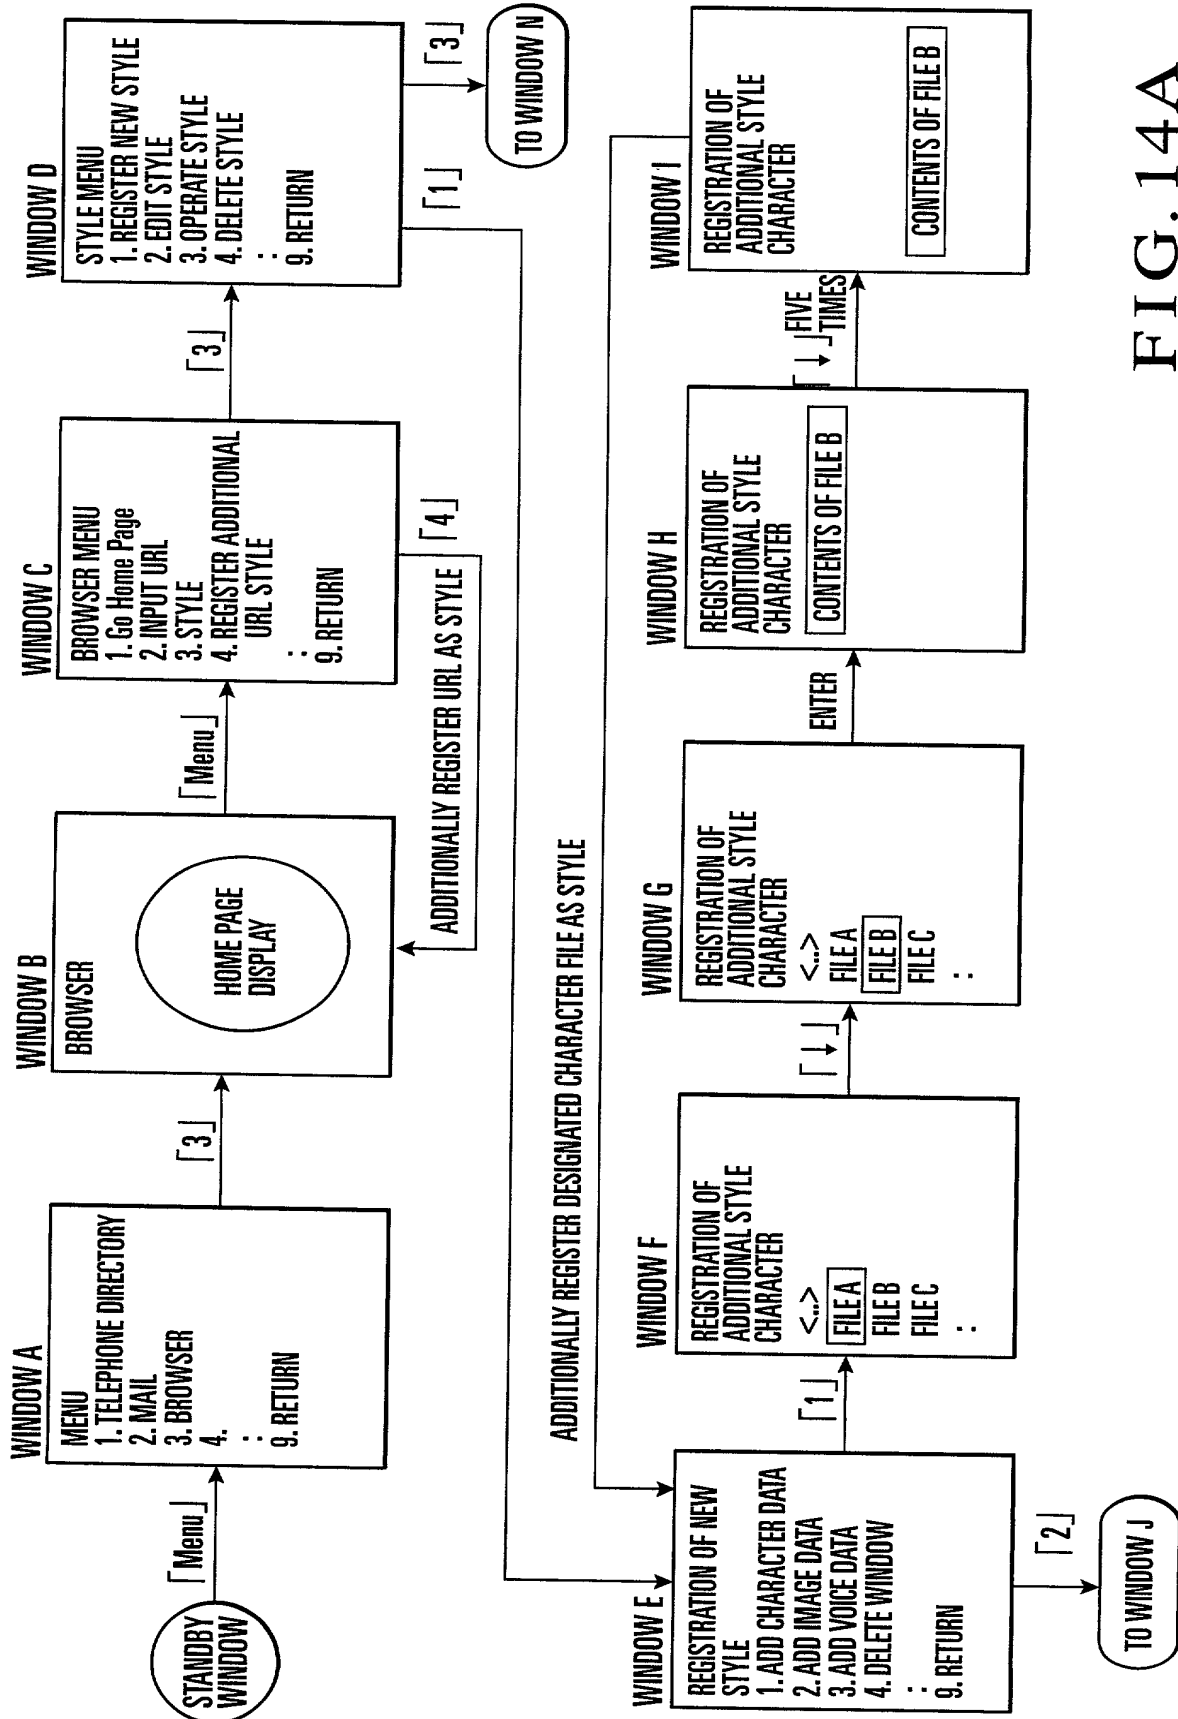 STANDBY
WINDOW
「Menu」
WINDOW A
MENU
1. TELEPHONE DIRECTORY
2. MAIL
3. BROWSER
4.
:
9. RETURN
「3」
WINDOW B
BROWSER
HOME PAGE
DISPLAY
「Menu」
WINDOW C
BROWSER MENU
1. Go Home Page
2. INPUT URL
3. STYLE
4. REGISTER ADDITIONAL
URL STYLE
:
9. RETURN
「4」
ADDITIONALLY REGISTER URL AS STYLE
「3」
WINDOW D
STYLE MENU
1. REGISTER NEW STYLE
2. EDIT STYLE
3. OPERATE STYLE
4. DELETE STYLE
:
9. RETURN
「1」
「3」
TO WINDOW N
ADDITIONALLY REGISTER DESIGNATED CHARACTER FILE AS STYLE
WINDOW E
REGISTRATION OF NEW
STYLE
1. ADD CHARACTER DATA
2. ADD IMAGE DATA
3. ADD VOICE DATA
4. DELETE WINDOW
:
9. RETURN
「2」
TO WINDOW J
「1」
WINDOW F
REGISTRATION OF
ADDITIONAL STYLE
CHARACTER
<..>
FILE A
FILE B
FILE C
:
「↓」
WINDOW G
REGISTRATION OF
ADDITIONAL STYLE
CHARACTER
<..>
FILE A
FILE B
FILE C
:
ENTER
WINDOW H
REGISTRATION OF
ADDITIONAL STYLE
CHARACTER
CONTENTS OF FILE B
「↓」FIVE
TIMES
WINDOW I
REGISTRATION OF
ADDITIONAL STYLE
CHARACTER
CONTENTS OF FILE B
FIG. 14A